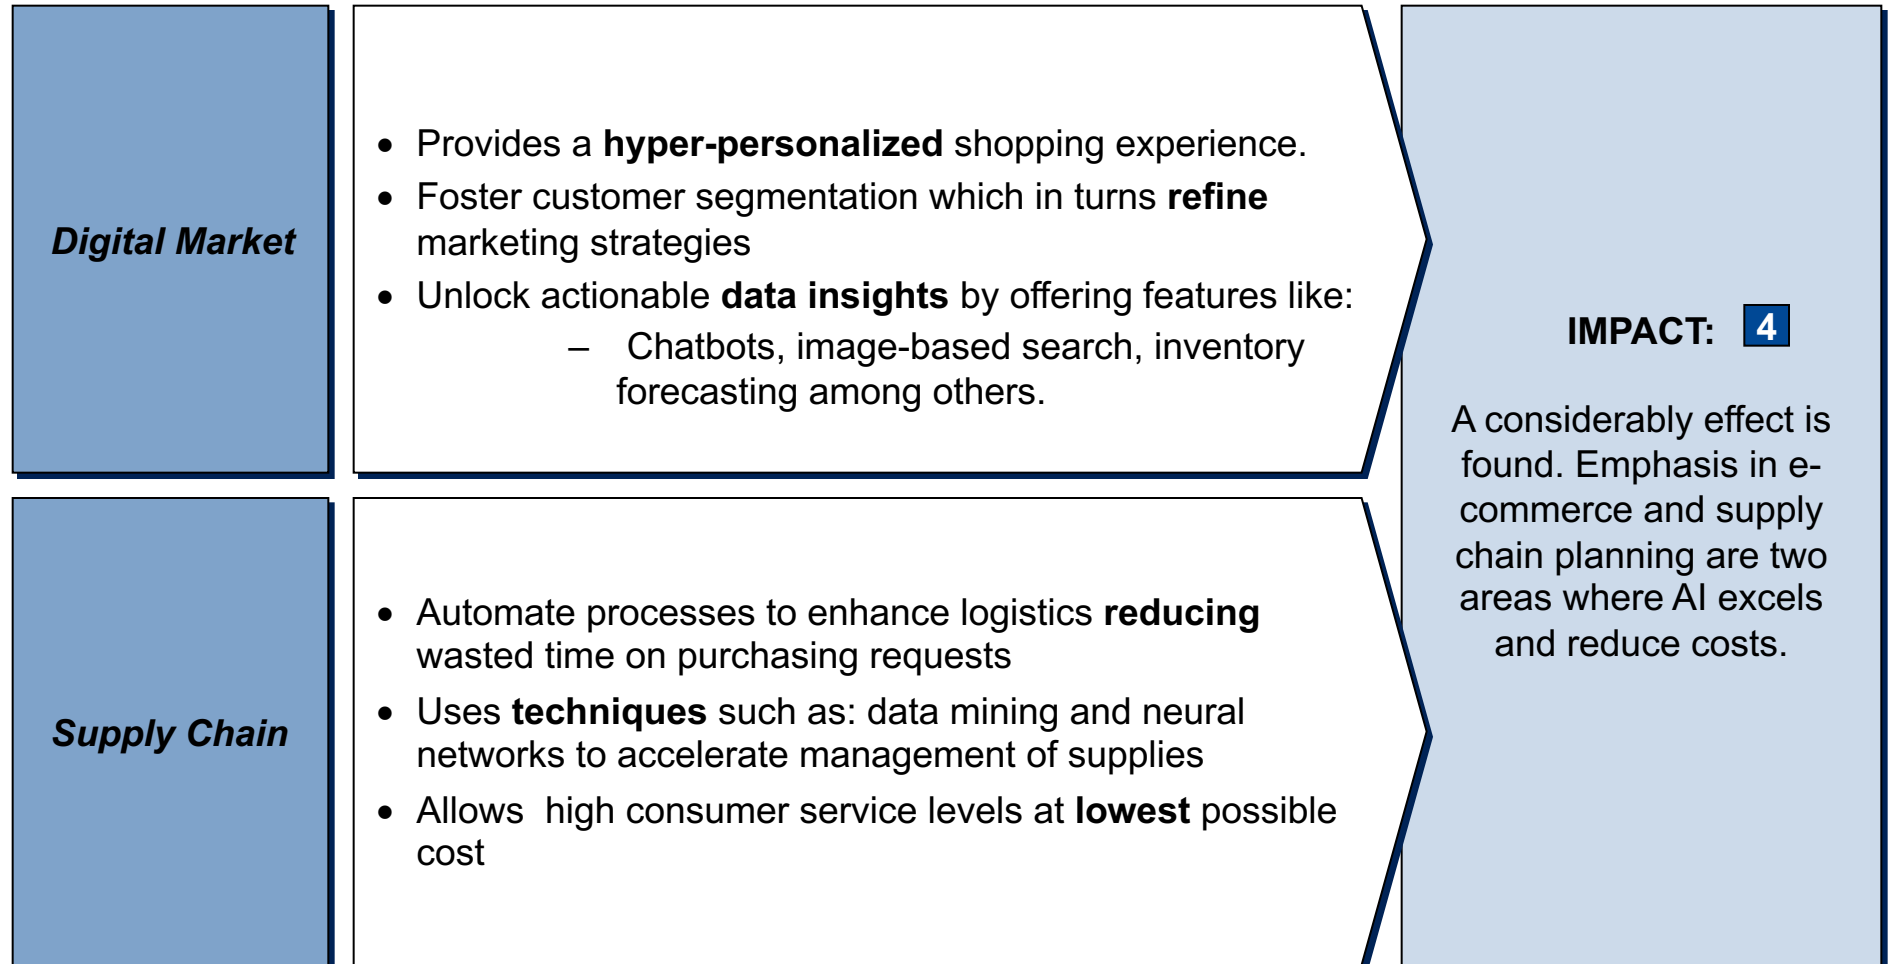 Digital Market
• Provides a hyper-personalized shopping experience.
• Foster customer segmentation which in turns refine
marketing strategies
• Unlock actionable data insights by offering features like:
– Chatbots, image-based search, inventory
forecasting among others.
Supply Chain
• Automate processes to enhance logistics reducing
wasted time on purchasing requests
• Uses techniques such as: data mining and neural
networks to accelerate management of supplies
• Allows  high consumer service levels at lowest possible
cost
IMPACT: 4
A considerably effect is
found. Emphasis in e-
commerce and supply
chain planning are two
areas where AI excels
and reduce costs.